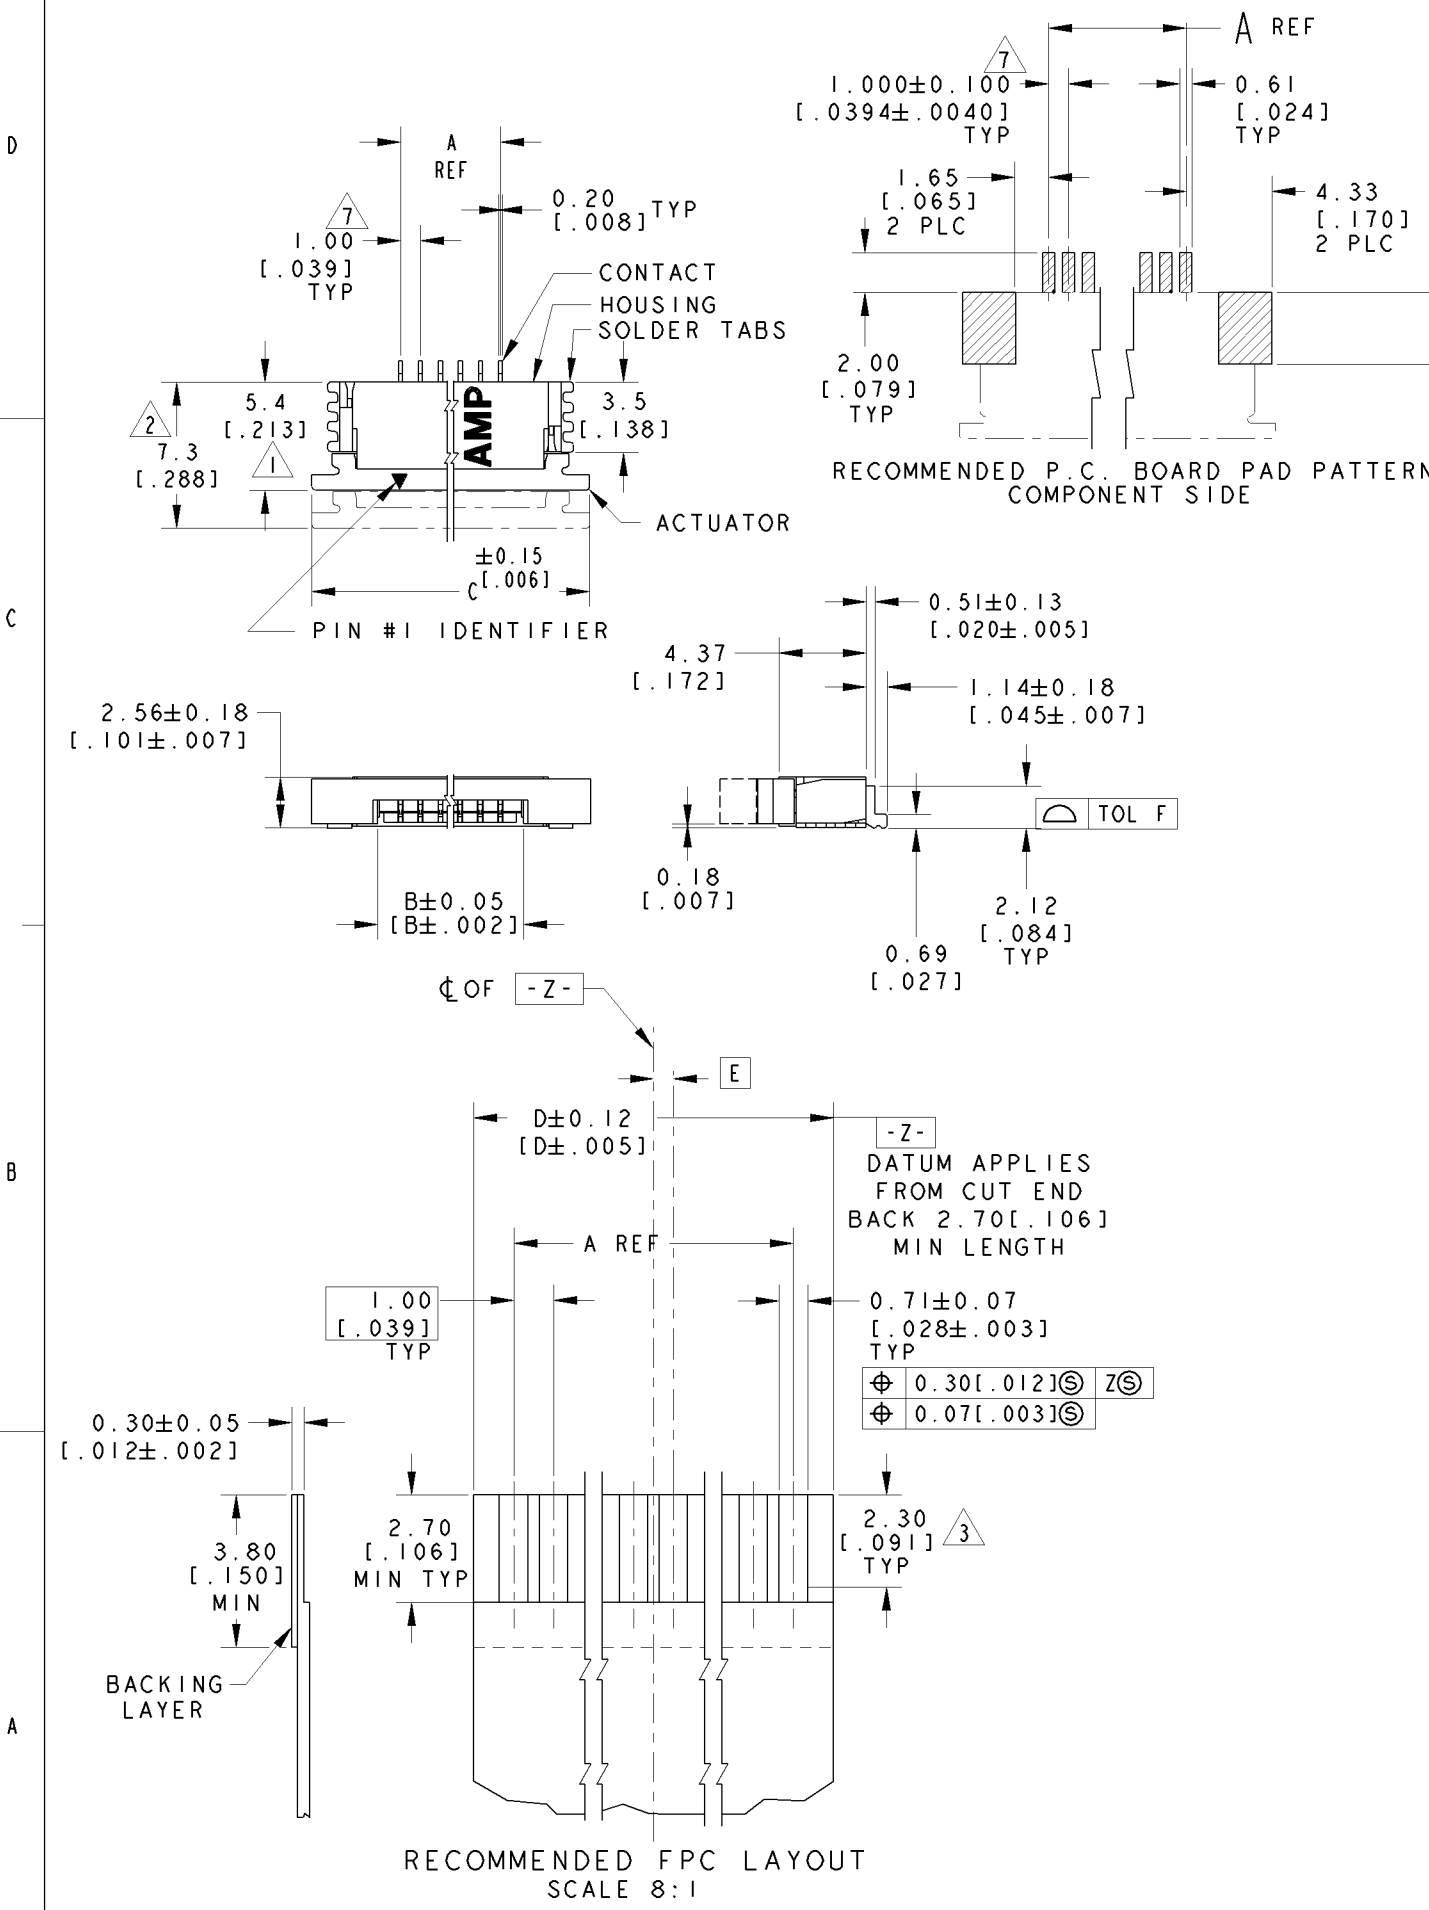 A REF
7
1.000±0.100
[.0394±.0040]
TYP
0.61
[.024]
TYP
D
A
REF
1.65
[.065]
2 PLC
4.33
[.170]
2 PLC
7
1.00
[.039]
TYP
0.20
[.008] TYP
CONTACT
HOUSING
SOLDER TABS
2.00
[.079]
TYP
5.4
[.213]
3.5
[.138]
AMP
2
7.3
[.288]
1
RECOMMENDED P.C. BOARD PAD PATTERN
COMPONENT SIDE
ACTUATOR
±0.15
C [.006]
C
PIN #1 IDENTIFIER
0.51±0.13
[.020±.005]
4.37
[.172]
1.14±0.18
[.045±.007]
2.56±0.18
[.101±.007]
TOL F
0.18
[.007]
B±0.05
[B±.002]
2.12
[.084]
TYP
0.69
[.027]
℄ OF -Z-
E
D±0.12
[D±.005]
-Z-
DATUM APPLIES
FROM CUT END
BACK 2.70[.106]
MIN LENGTH
B
A REF
1.00
[.039]
TYP
0.71±0.07
[.028±.003]
TYP
⌖ 0.30[.012]Ⓢ ZⓈ
⌖ 0.07[.003]Ⓢ
0.30±0.05
[.012±.002]
2.70
[.106]
MIN TYP
2.30
[.091]
TYP
3
3.80
[.150]
MIN
BACKING
LAYER
A
RECOMMENDED FPC LAYOUT
SCALE 8:1